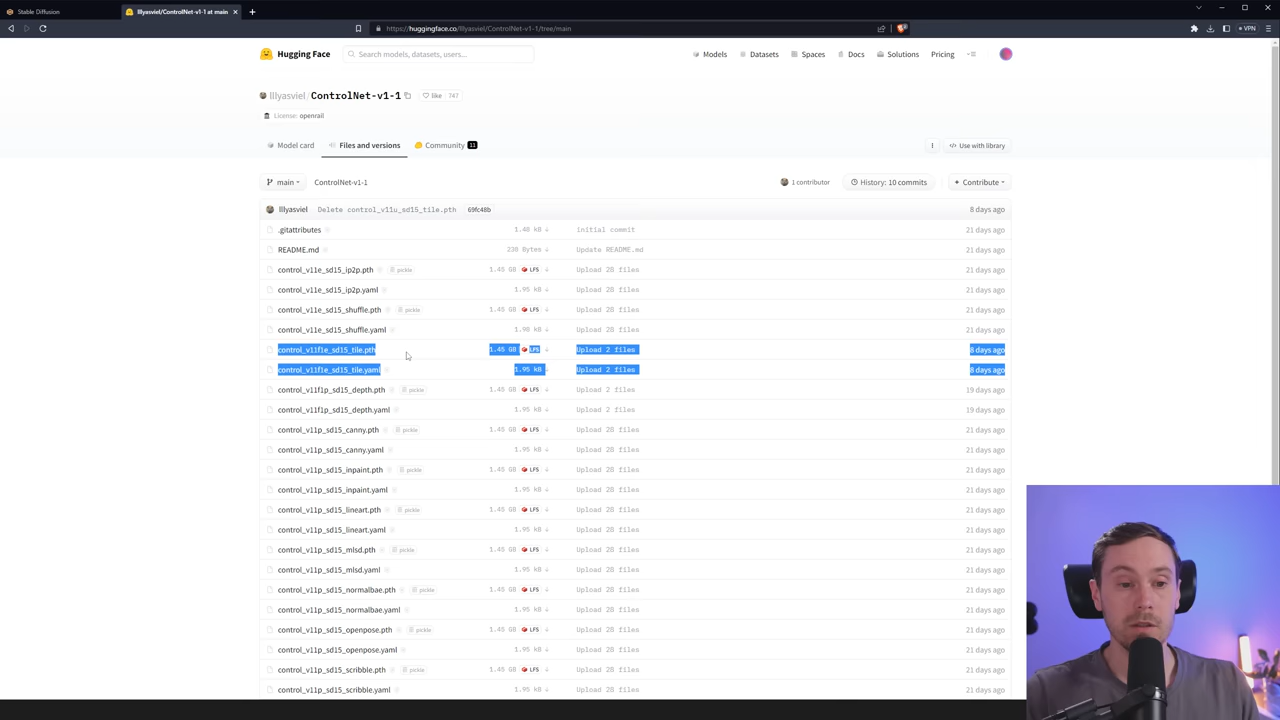 Stable Diffusion
lllyasviel/ControlNet-v1-1 at main
https://huggingface.co/lllyasviel/ControlNet-v1-1/tree/main
VPN
Hugging Face
Search models, datasets, users...
Models
Datasets
Spaces
Docs
Solutions
Pricing
lllyasviel/ControlNet-v1-1
like 747
License: openrail
Model card
Files and versions
Community 11
Use with library
main
ControlNet-v1-1
1 contributor
History: 10 commits
Contribute
lllyasviel Delete control_v11u_sd15_tile.pth 69fc48b 8 days ago
.gitattributes 1.48 kB initial commit 21 days ago
README.md 230 Bytes Update README.md 21 days ago
control_v11e_sd15_ip2p.pth pickle 1.45 GB LFS Upload 28 files 21 days ago
control_v11e_sd15_ip2p.yaml 1.95 kB Upload 28 files 21 days ago
control_v11e_sd15_shuffle.pth pickle 1.45 GB LFS Upload 28 files 21 days ago
control_v11e_sd15_shuffle.yaml 1.98 kB Upload 28 files 21 days ago
control_v11f1e_sd15_tile.pth 1.45 GB LFS Upload 2 files 8 days ago
control_v11f1e_sd15_tile.yaml 1.95 kB Upload 2 files 8 days ago
control_v11f1p_sd15_depth.pth pickle 1.45 GB LFS Upload 2 files 19 days ago
control_v11f1p_sd15_depth.yaml 1.95 kB Upload 2 files 19 days ago
control_v11p_sd15_canny.pth pickle 1.45 GB LFS Upload 28 files 21 days ago
control_v11p_sd15_canny.yaml 1.95 kB Upload 28 files 21 days ago
control_v11p_sd15_inpaint.pth pickle 1.45 GB LFS Upload 28 files 21 days ago
control_v11p_sd15_inpaint.yaml 1.95 kB Upload 28 files 21 days ago
control_v11p_sd15_lineart.pth pickle 1.45 GB LFS Upload 28 files 21 days ago
control_v11p_sd15_lineart.yaml 1.95 kB Upload 28 files 21 days ago
control_v11p_sd15_mlsd.pth pickle 1.45 GB LFS Upload 28 files 21 days ago
control_v11p_sd15_mlsd.yaml 1.95 kB Upload 28 files 21 days ago
control_v11p_sd15_normalbae.pth pickle 1.45 GB LFS Upload 28 files 21 days ago
control_v11p_sd15_normalbae.yaml 1.95 kB Upload 28 files 21 days ago
control_v11p_sd15_openpose.pth pickle 1.45 GB LFS Upload 28 files 21 days ago
control_v11p_sd15_openpose.yaml 1.95 kB Upload 28 files 21 days ago
control_v11p_sd15_scribble.pth pickle 1.45 GB LFS Upload 28 files 21 days ago
control_v11p_sd15_scribble.yaml 1.95 kB Upload 28 files 21 days ago